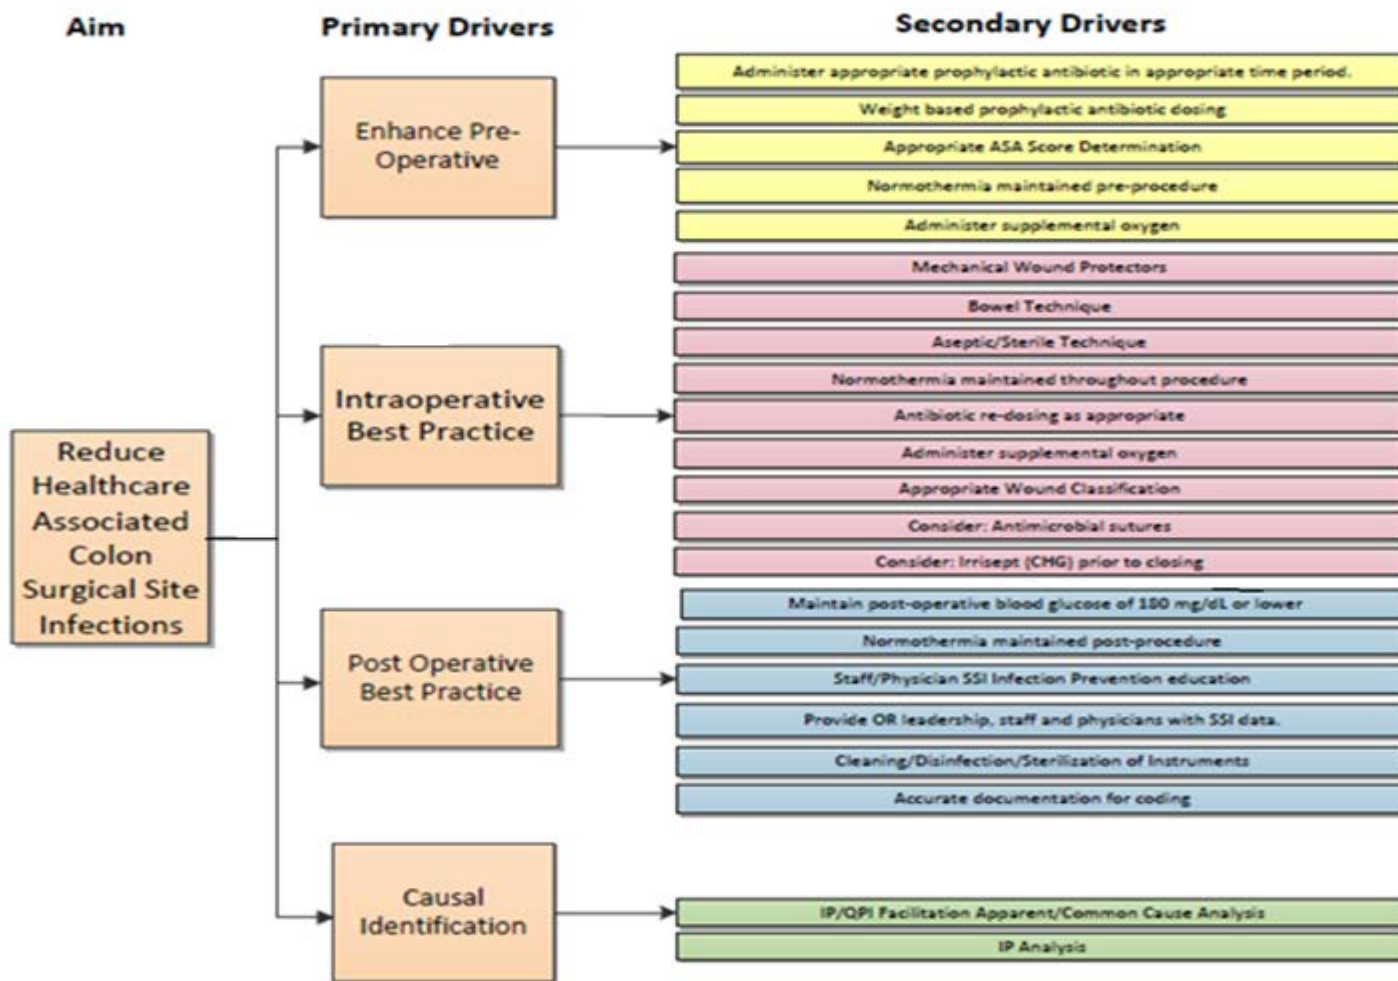 Aim
Primary Drivers
Secondary Drivers
Reduce
Healthcare
Associated
Colon
Surgical Site
Infections
Enhance Pre-
Operative
Administer appropriate prophylactic antibiotic in appropriate time period.
Weight based prophylactic antibiotic dosing
Appropriate ASA Score Determination
Normothermia maintained pre-procedure
Administer supplemental oxygen
Intraoperative
Best Practice
Mechanical Wound Protectors
Bowel Technique
Aseptic/Sterile Technique
Normothermia maintained throughout procedure
Antibiotic re-dosing as appropriate
Administer supplemental oxygen
Appropriate Wound Classification
Consider: Antimicrobial sutures
Consider: Irrisept (CHG) prior to closing
Post Operative
Best Practice
Maintain post-operative blood glucose of 180 mg/dL or lower
Normothermia maintained post-procedure
Staff/Physician SSI Infection Prevention education
Provide OR leadership, staff and physicians with SSI data.
Cleaning/Disinfection/Sterilization of Instruments
Accurate documentation for coding
Causal
Identification
IP/QPI Facilitation Apparent/Common Cause Analysis
IP Analysis